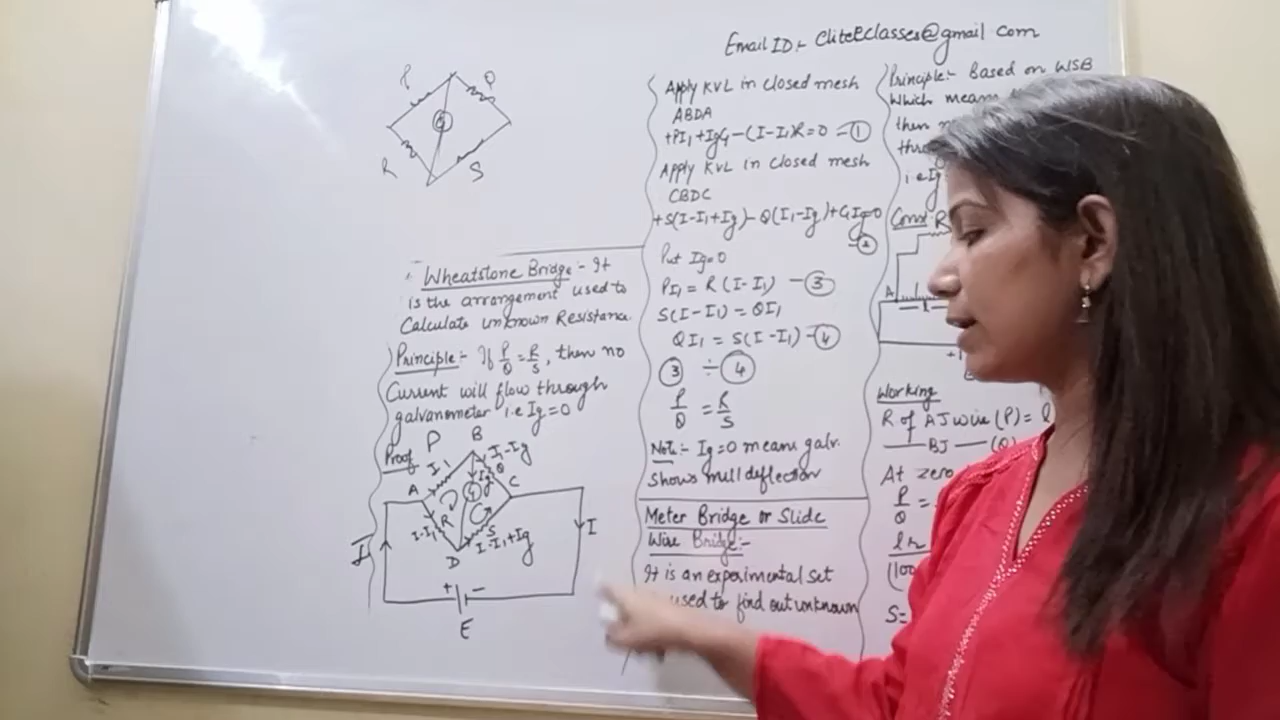 Email ID:- CliteEClasses@gmail com
P
Q
G
R
S
Wheatstone Bridge:- It
is the arrangement used to
Calculate unknown Resistance
Principle:- If P/Q = R/S, then no
Current will flow through
galvanometer i.e Ig=0
Proof
P
B
I1
I1-Ig
Q
Ig
A
G
C
R
S
I-I1
I-I1+Ig
D
I
I
+
-
E
Apply KVL in closed mesh
ABDA
+PI1+IgG-(I-I1)R=0 -①
Apply KVL in closed mesh
CBDC
+S(I-I1+Ig)-Q(I1-Ig)+GIg=0
-②
Put Ig=0
PI1 = R(I-I1) -③
S(I-I1) = QI1
QI1 = S(I-I1) -④
③ ÷ ④
P/Q = R/S
Note:- Ig=0 means galv.
Shows null deflection
Meter Bridge or Slide
Wire Bridge:-
It is an experimental set
used to find out unknown
Principle:- Based on WSB
Which means
then
i.e Ig
Const:
R
A
+
Working
R of AJ wire (P) =
BJ (Q)
At zero
P/Q =
S=